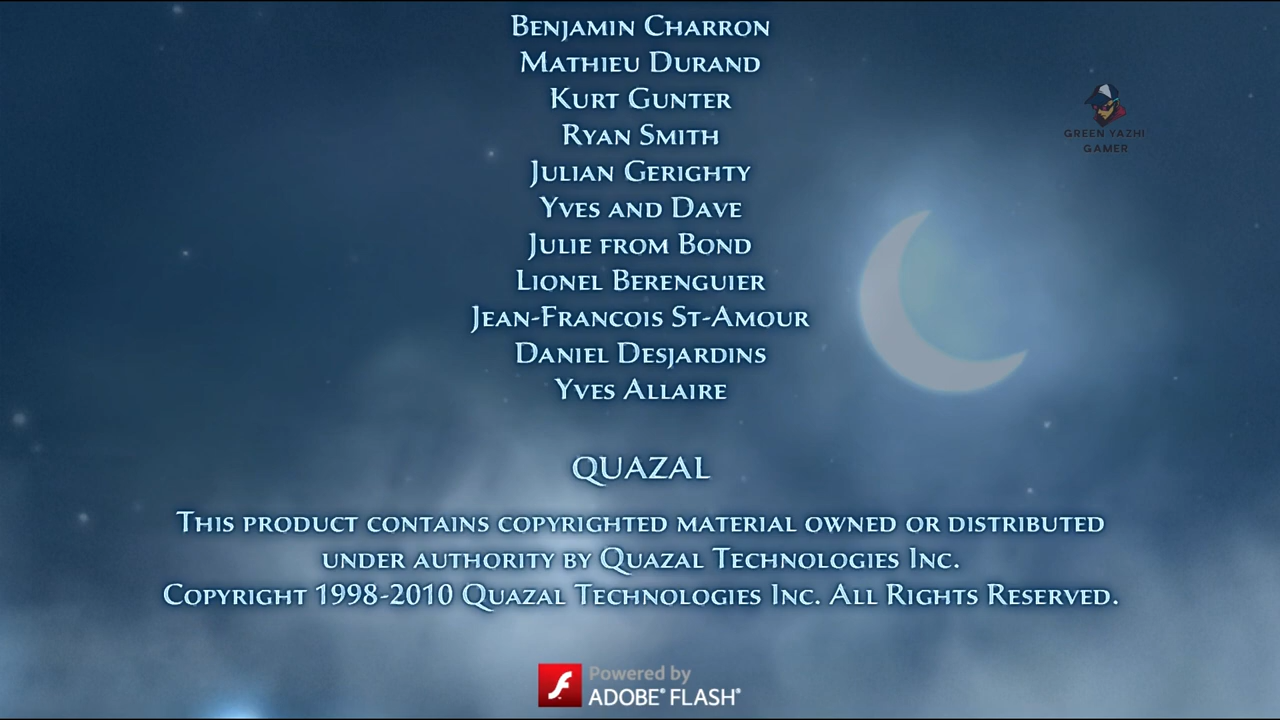 BENJAMIN CHARRON
MATHIEU DURAND
KURT GUNTER
RYAN SMITH
JULIAN GERIGHTY
YVES AND DAVE
JULIE FROM BOND
LIONEL BERENGUIER
JEAN-FRANCOIS ST-AMOUR
DANIEL DESJARDINS
YVES ALLAIRE
GREEN YAZHI
GAMER
QUAZAL
THIS PRODUCT CONTAINS COPYRIGHTED MATERIAL OWNED OR DISTRIBUTED
UNDER AUTHORITY BY QUAZAL TECHNOLOGIES INC.
COPYRIGHT 1998-2010 QUAZAL TECHNOLOGIES INC. ALL RIGHTS RESERVED.
Powered by
ADOBE® FLASH®